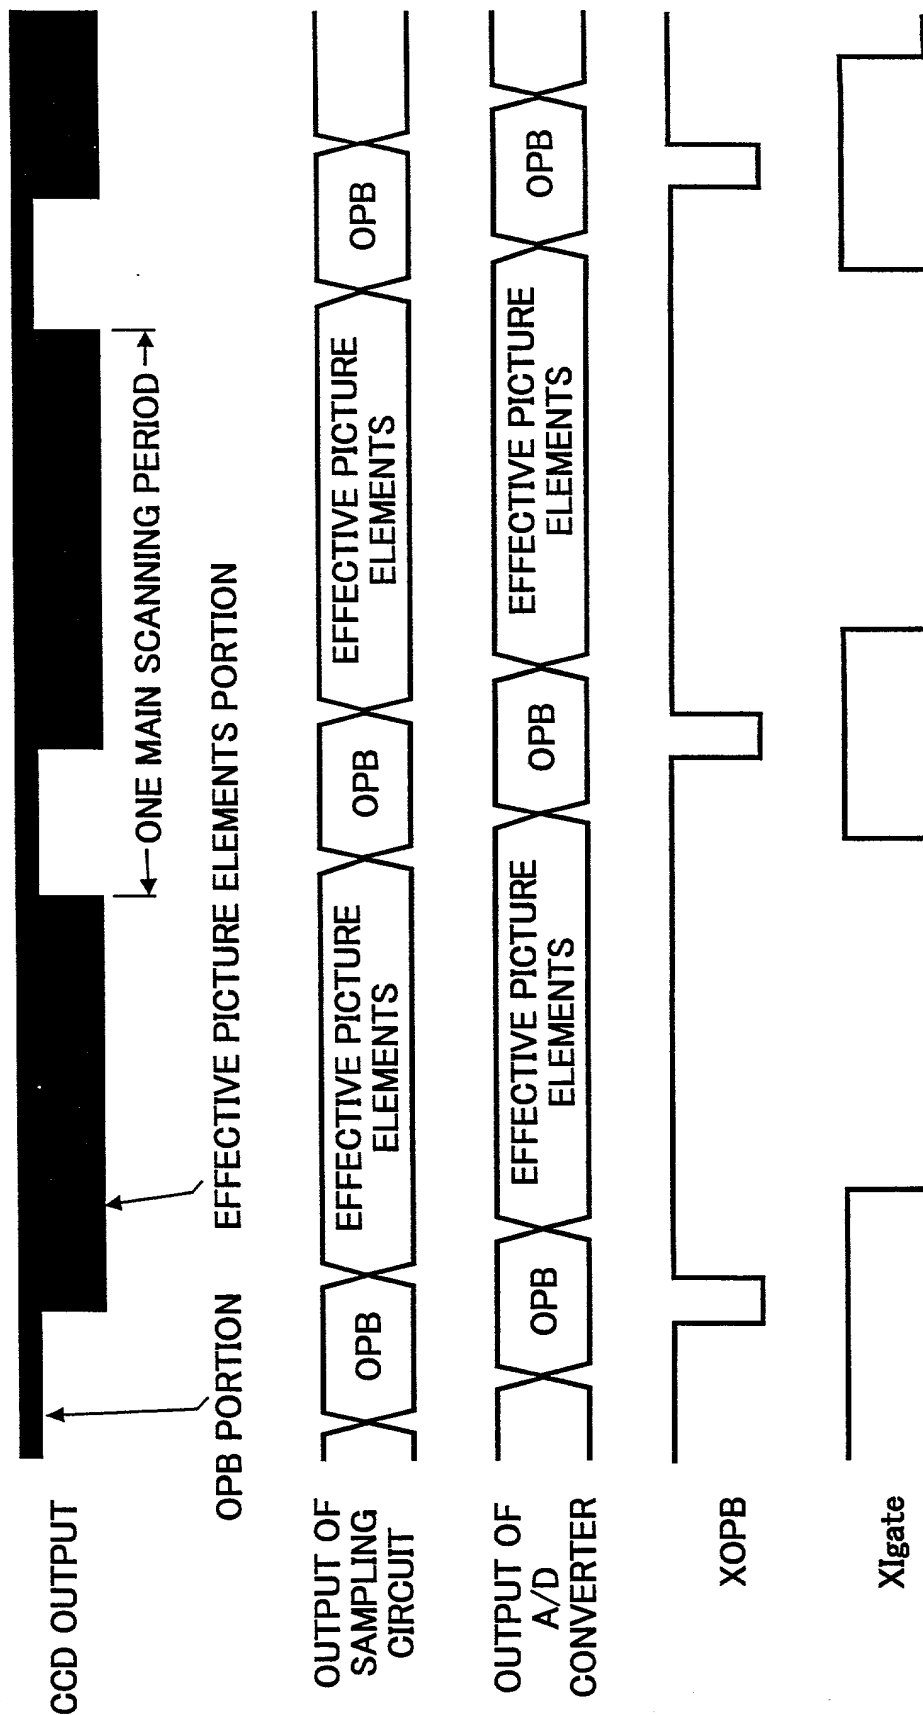 CCD OUTPUT
OPB PORTION
EFFECTIVE PICTURE ELEMENTS PORTION
ONE MAIN SCANNING PERIOD
OUTPUT OF
SAMPLING
CIRCUIT
OPB
EFFECTIVE PICTURE
ELEMENTS
OPB
EFFECTIVE PICTURE
ELEMENTS
OPB
OUTPUT OF
A/D
CONVERTER
OPB
EFFECTIVE PICTURE
ELEMENTS
OPB
EFFECTIVE PICTURE
ELEMENTS
OPB
XOPB
XIgate